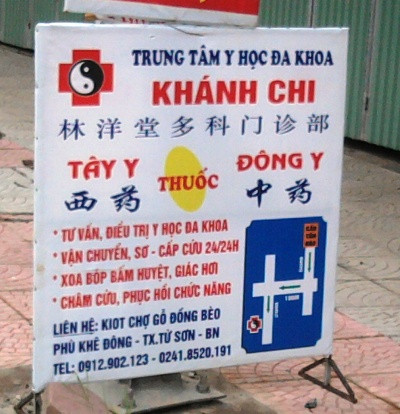 TRUNG TÂM Y HỌC ĐA KHOA
KHÁNH CHI
林洋堂多科门诊部
TÂY Y THUỐC ĐÔNG Y
西药 中药
* TƯ VẤN, ĐIỀU TRỊ Y HỌC ĐA KHOA
* VẬN CHUYỂN, SƠ - CẤP CỨU 24/24H
* XOA BÓP BẤM HUYỆT, GIÁC HƠI
* CHÂM CỨU, PHỤC HỒI CHỨC NĂNG
LIÊN HỆ: KIOT CHỢ GỖ ĐỒNG BÈO
PHÙ KHÊ ĐÔNG - TX.TỪ SƠN - BN
TEL: 0912.902.123 - 0241.8520.191